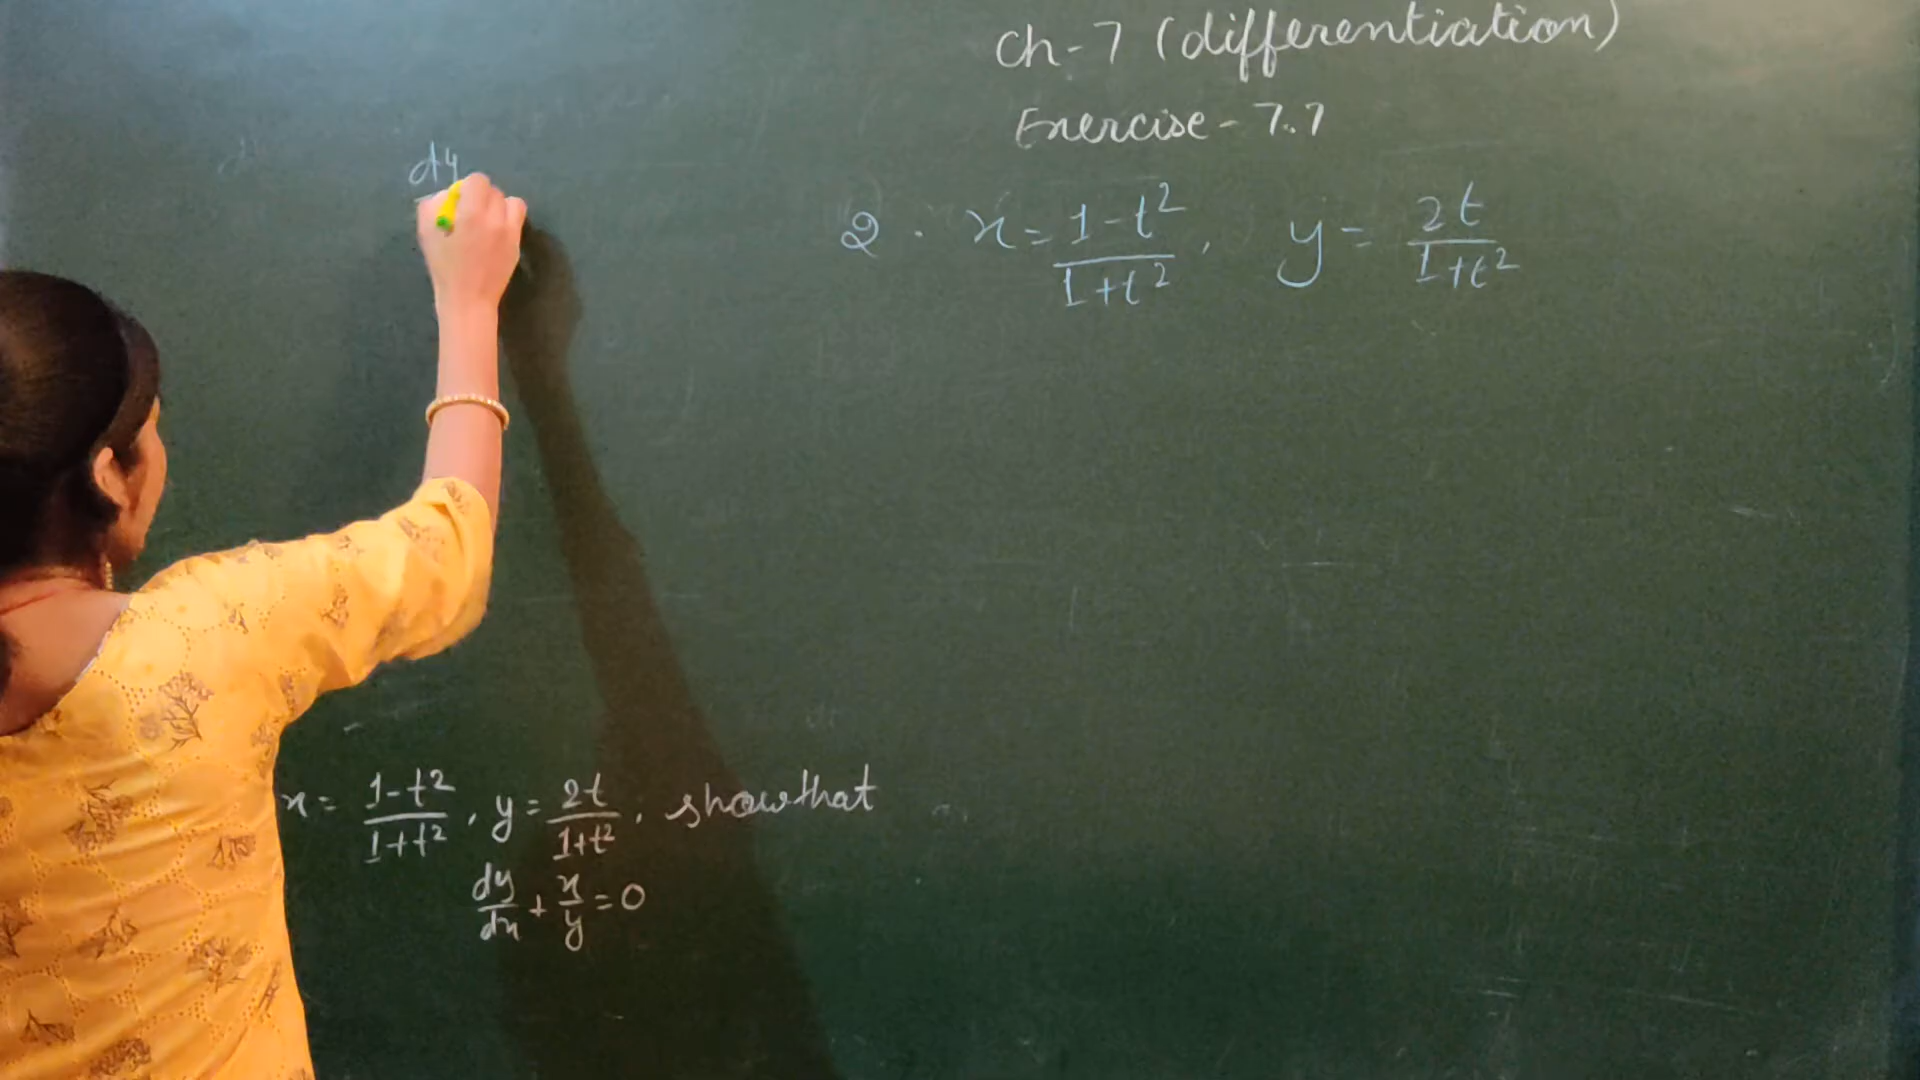 Ch-7 (differentiation)
Exercise - 7.7
dy
2. x = 1-t²/1+t², y = 2t/1+t²
x = 1-t²/1+t², y = 2t/1+t², show that
dy/dx + x/y = 0